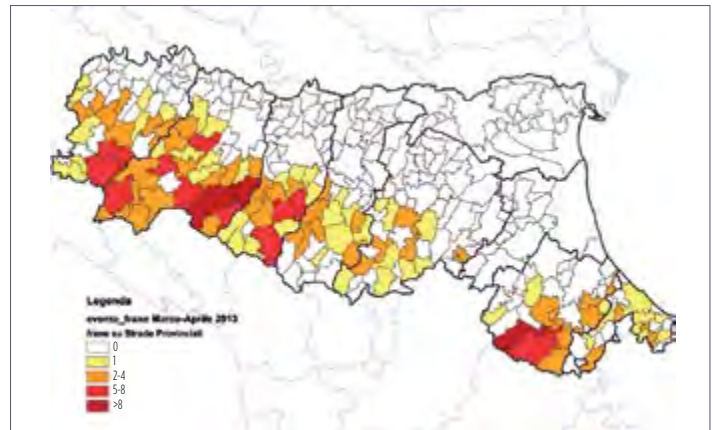 Legenda
evento_frane Marzo-Aprile 2013
frane su Strade Provinciali
0
1
2-4
5-8
>8